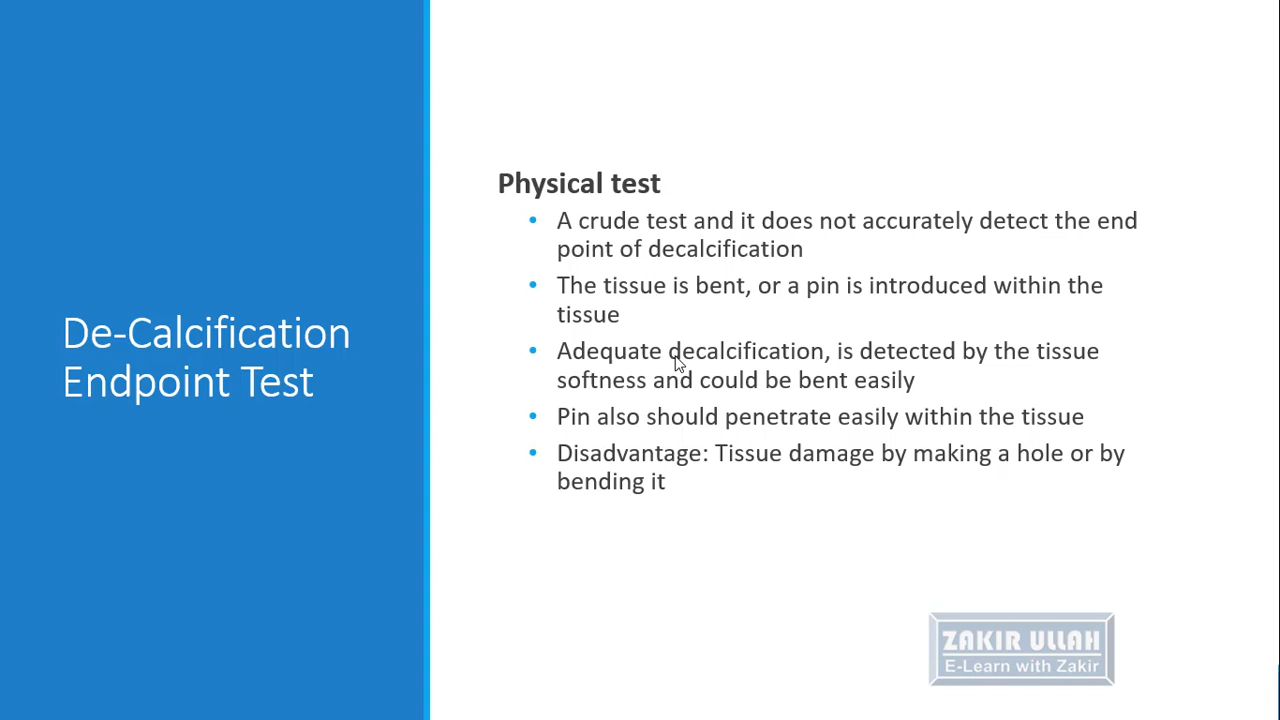 De-Calcification
Endpoint Test
Physical test
• A crude test and it does not accurately detect the end
point of decalcification
• The tissue is bent, or a pin is introduced within the
tissue
• Adequate decalcification, is detected by the tissue
softness and could be bent easily
• Pin also should penetrate easily within the tissue
• Disadvantage: Tissue damage by making a hole or by
bending it
ZAKIR ULLAH
E-Learn with Zakir